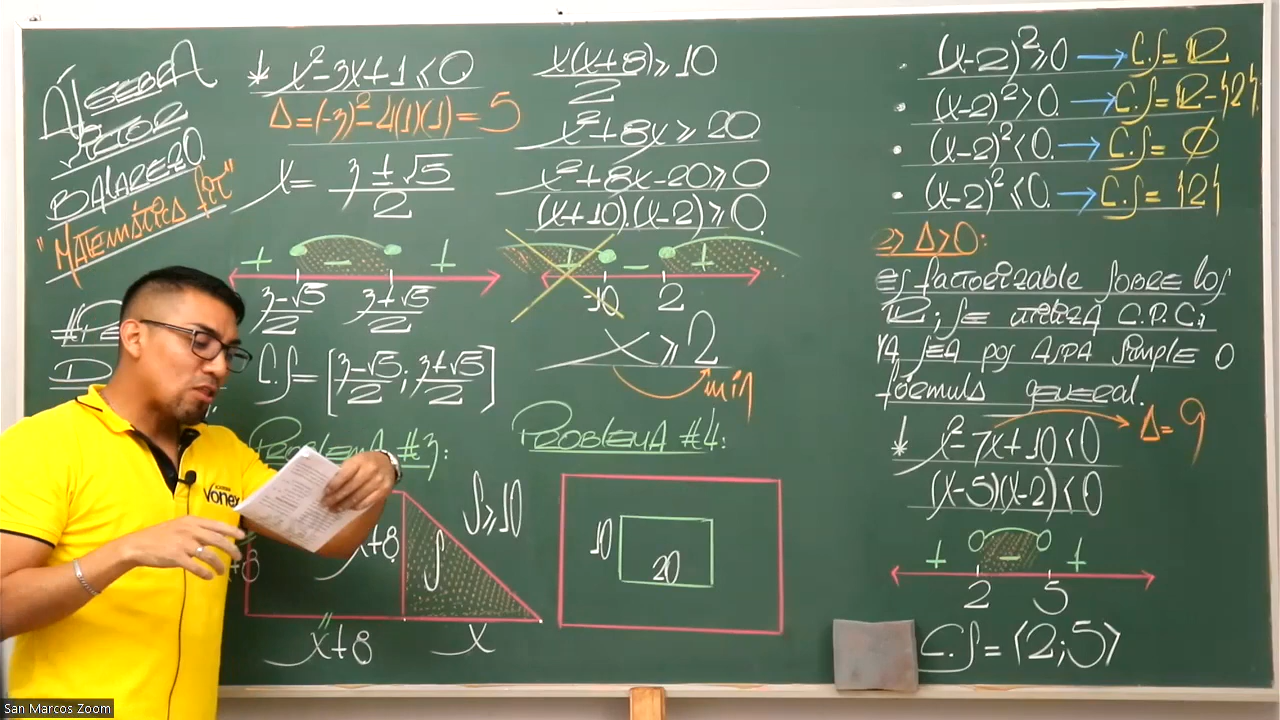 Álgebra
Víctor
Balarezo.
"Matemática fit"
* x²-3x+1≤0
Δ=(-3)²-4(1)(1)=5
x= 3±√5
2
+ - +
3-√5
2
3+√5
2
C.S=[3-√5
2
; 3+√5
2
]
Problema #3:
x+8
S
S≥10
+8
x+8
x
x(x+8)≥10
2
x²+8x≥20
x²+8x-20≥0
(x+10).(x-2)≥0
+ - +
-10 2
x≥2
min
Problema #4:
10
20
• (x-2)²≥0 → C.S=ℝ
• (x-2)²>0. → C.S=ℝ-{2}
• (x-2)²<0. → C.S=∅
• (x-2)²≤0. → C.S={2}
2> Δ>0:
es factorizable sobre los
ℝ; se utiliza C.P.C;
ya sea por aspa simple o
fórmula general.
* x²-7x+10<0 → Δ=9
(x-5)(x-2)<0
+ - +
2 5
C.S=⟨2;5⟩
Vonex
San Marcos Zoom